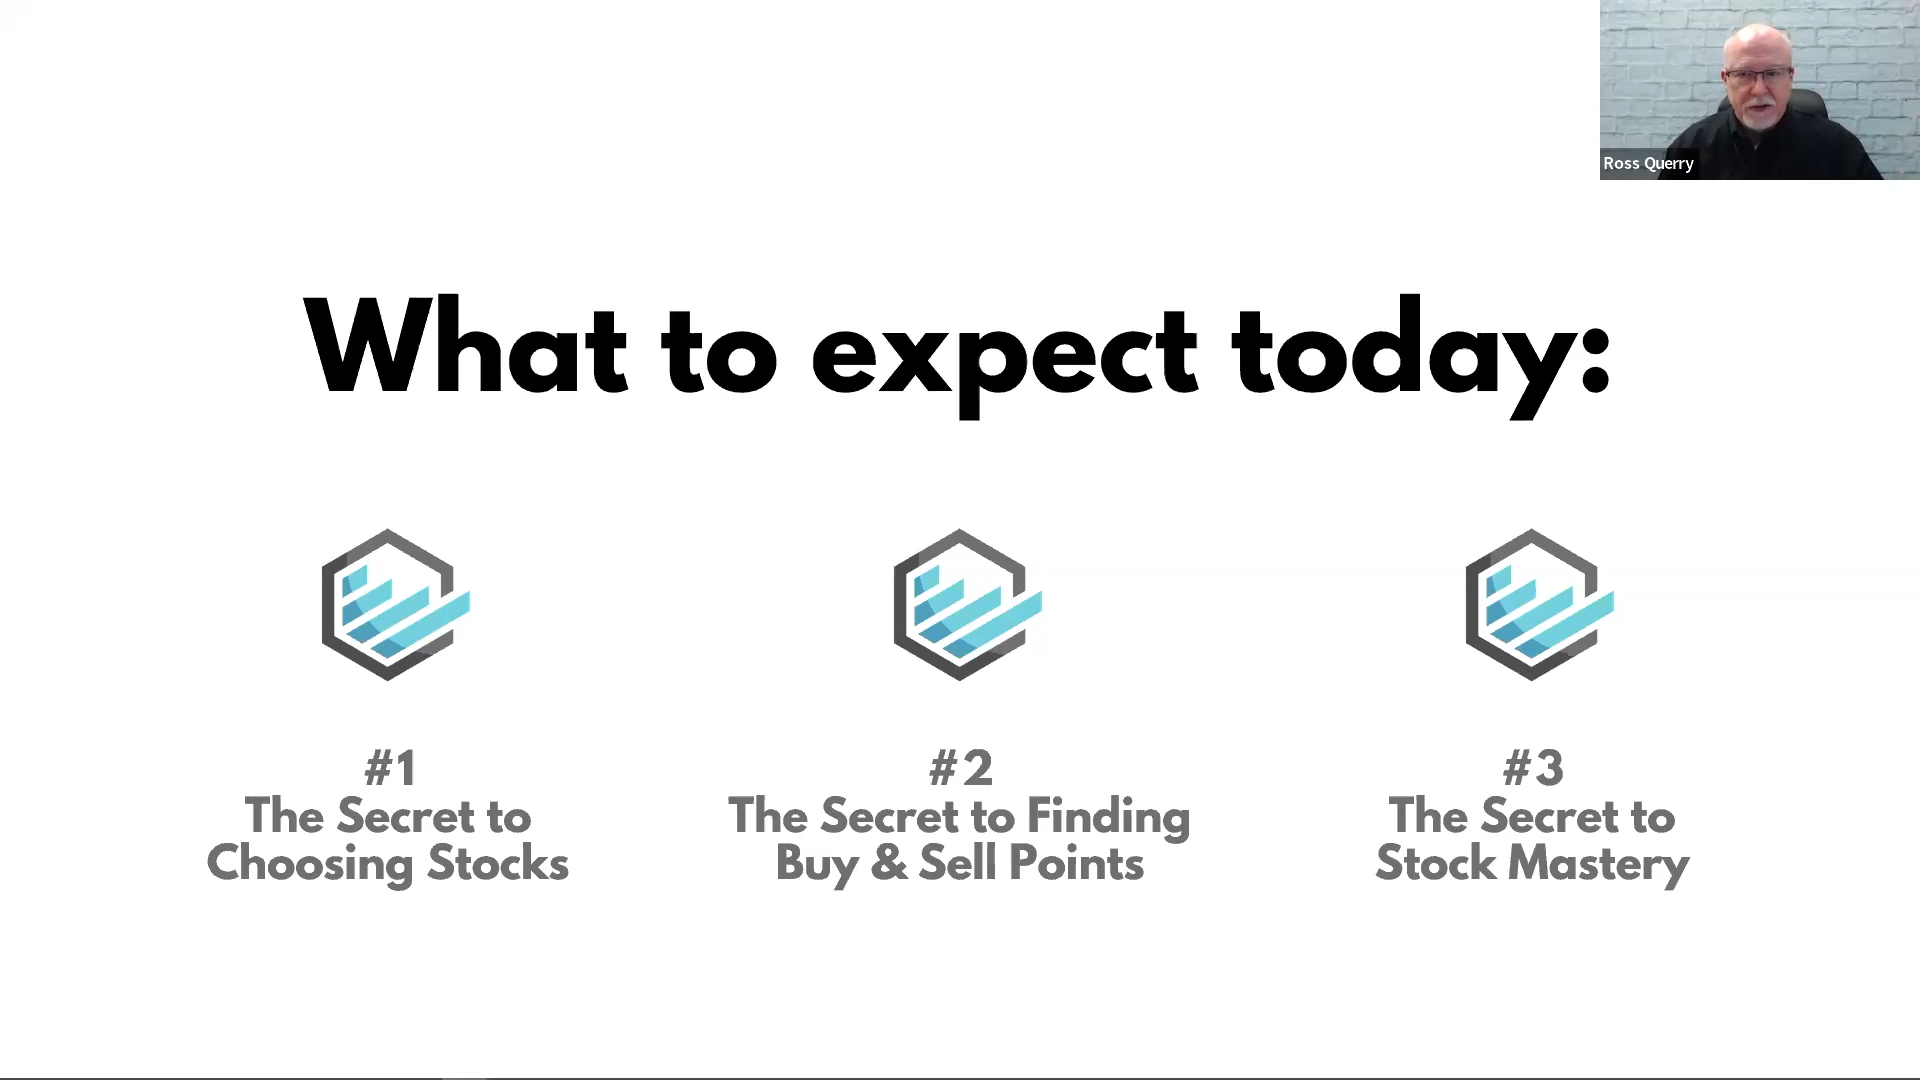 Ross Querry
What to expect today:
#1
The Secret to
Choosing Stocks
#2
The Secret to Finding
Buy & Sell Points
#3
The Secret to
Stock Mastery